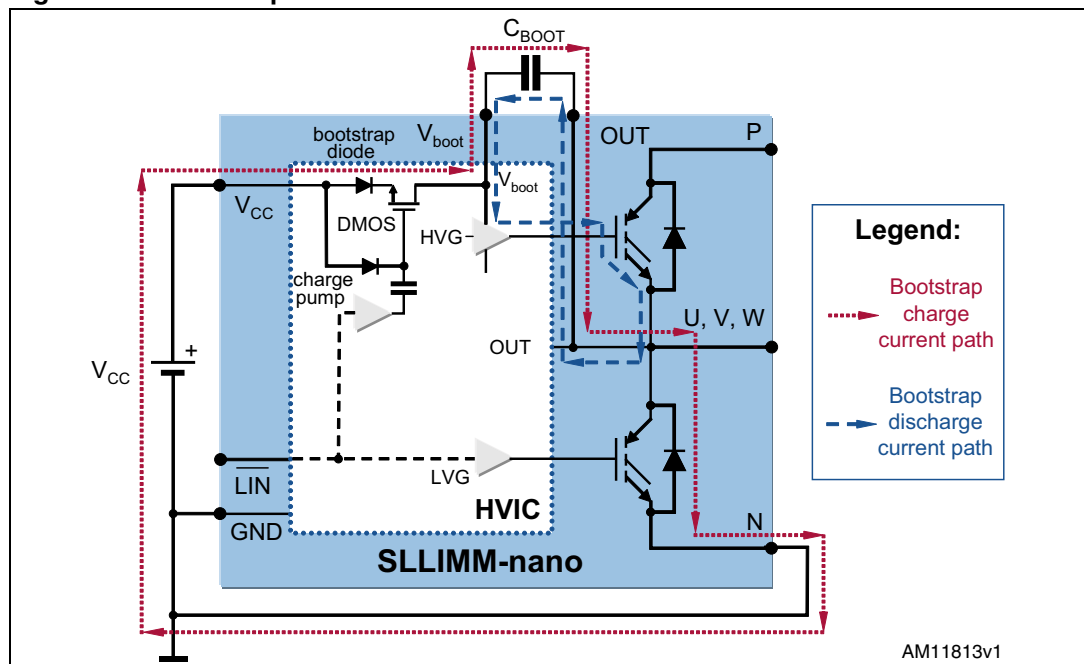 C_BOOT
bootstrap
diode
V_boot
OUT
P
V_boot
V_CC
DMOS
HVG
Legend:
charge
pump
Bootstrap
charge
current path
U, V, W
OUT
+
V_CC
Bootstrap
discharge
current path
LIN
LVG
HVIC
N
GND
SLLIMM-nano
AM11813v1